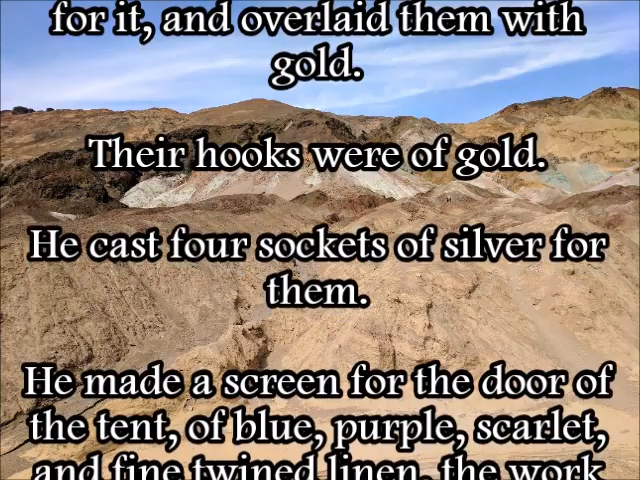 for it, and overlaid them with
gold.
Their hooks were of gold.
He cast four sockets of silver for
them.
He made a screen for the door of
the tent, of blue, purple, scarlet,
and fine twined linen, the work